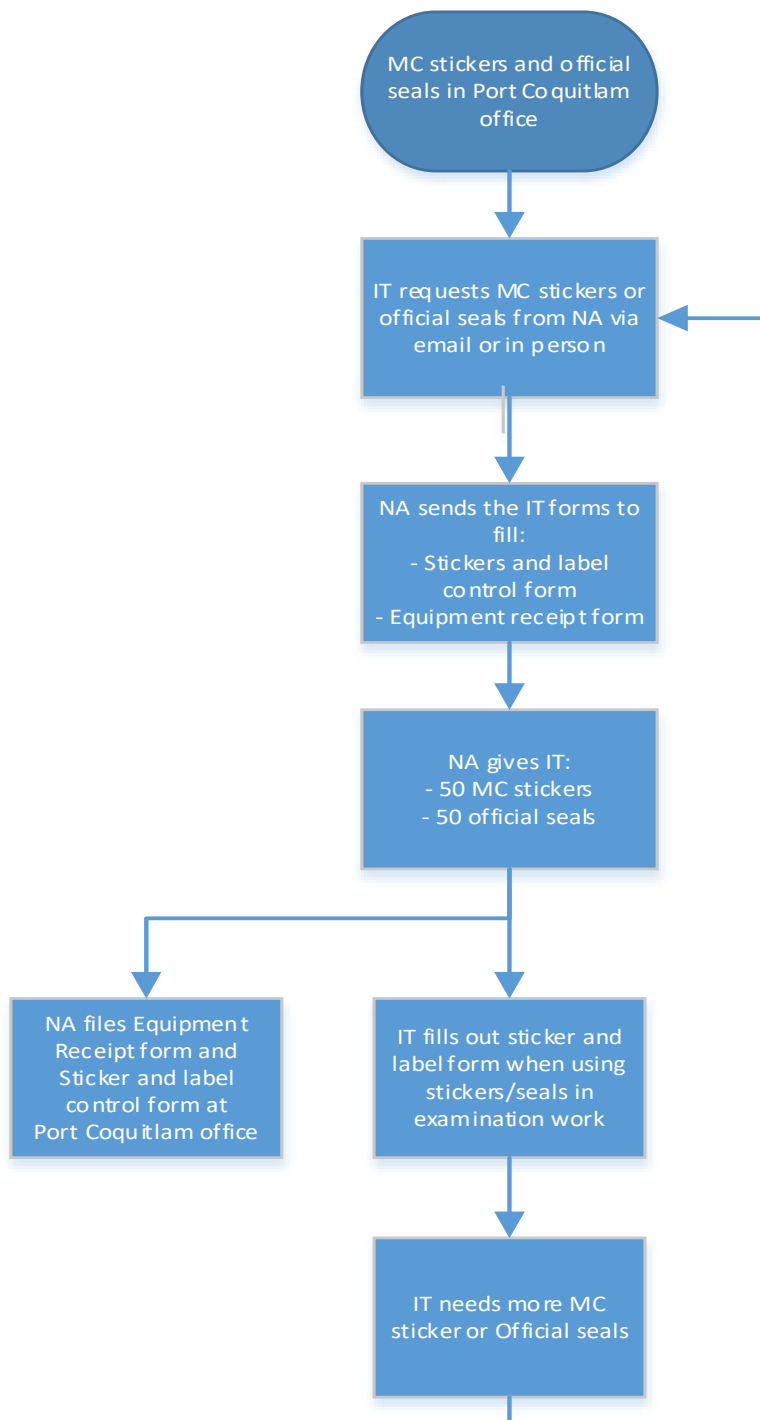 MC stickers and official
seals in Port Coquitlam
office
IT requests MC stickers or
official seals from NA via
email or in person
NA sends the IT forms to
fill:
- Stickers and label
control form
- Equipment receipt form
NA gives IT:
- 50 MC stickers
- 50 official seals
NA files Equipment
Receipt form and
Sticker and label
control form at
Port Coquitlam office
IT fills out sticker and
label form when using
stickers/seals in
examination work
IT needs more MC
sticker or Official seals